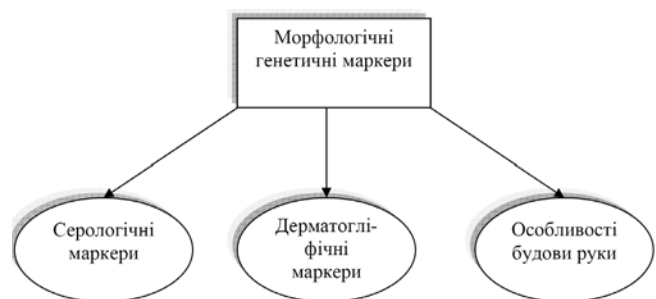 Морфологічні
генетичні маркери
Серологічні
маркери
Дерматоглі-
фічні
маркери
Особливості
будови руки